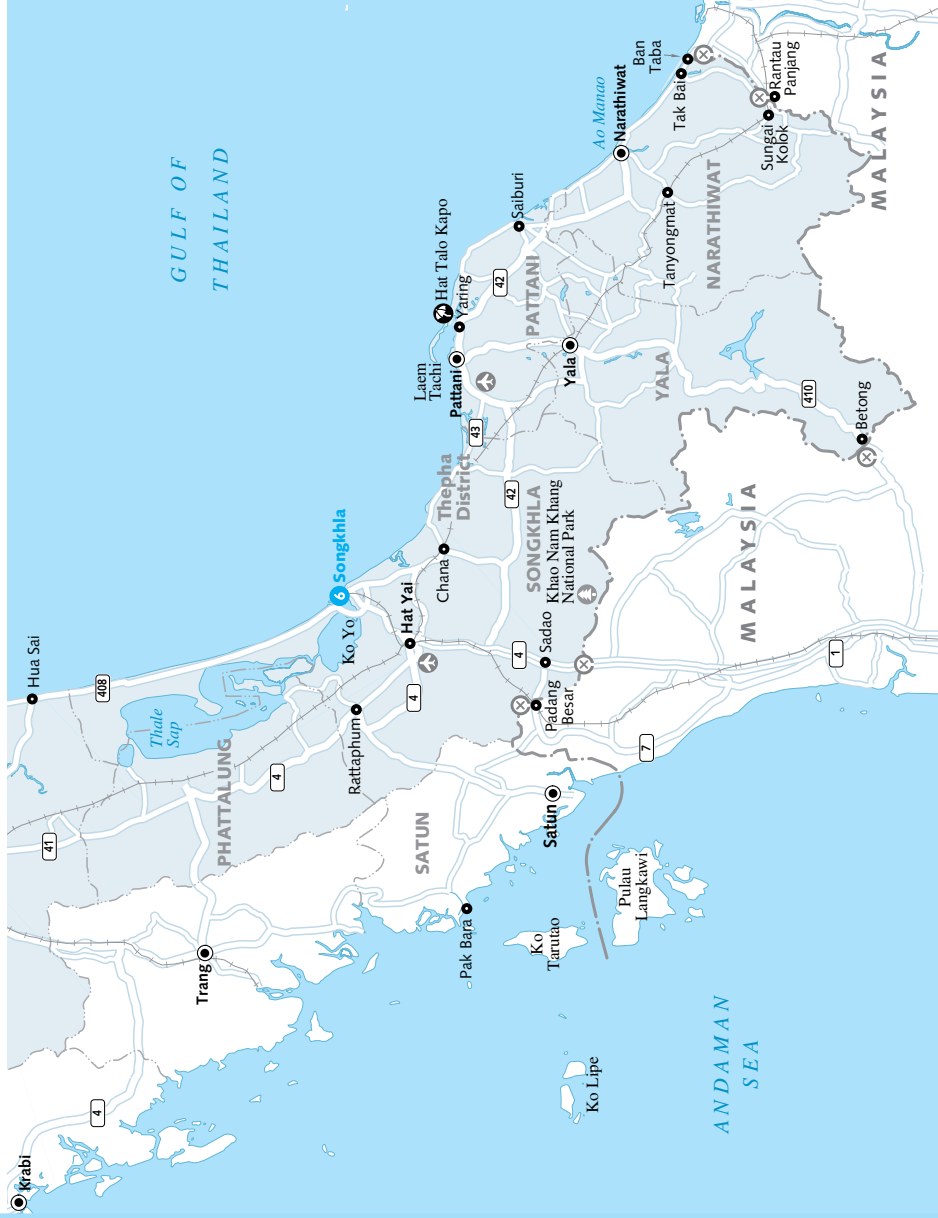 GULF OF
THAILAND
Ban
Taba
Rantau
Panjang
Tak Bai
Sungai
Kolok
MALAYSIA
Ao Manao
Narathiwat
Saiburi
Tanyongmat
NARATHIWAT
Hat Talo Kapo
Yaring
42
PATTANI
Laem
Tachi
Pattani
Yala
YALA
410
Betong
43
Thepha
District
42
SONGKHLA
Khao Nam Khang
National Park
MALAYSIA
6 Songkhla
Chana
Hat Yai
Ko Yo
4
Sadao
1
Hua Sai
408
Thale
Sap
4
Rattaphum
Padang
Besar
7
4
41
PHATTALUNG
SATUN
Satun
Pulau
Langkawi
Ko
Tarutao
Pak Bara
Trang
ANDAMAN
SEA
Ko Lipe
4
Krabi